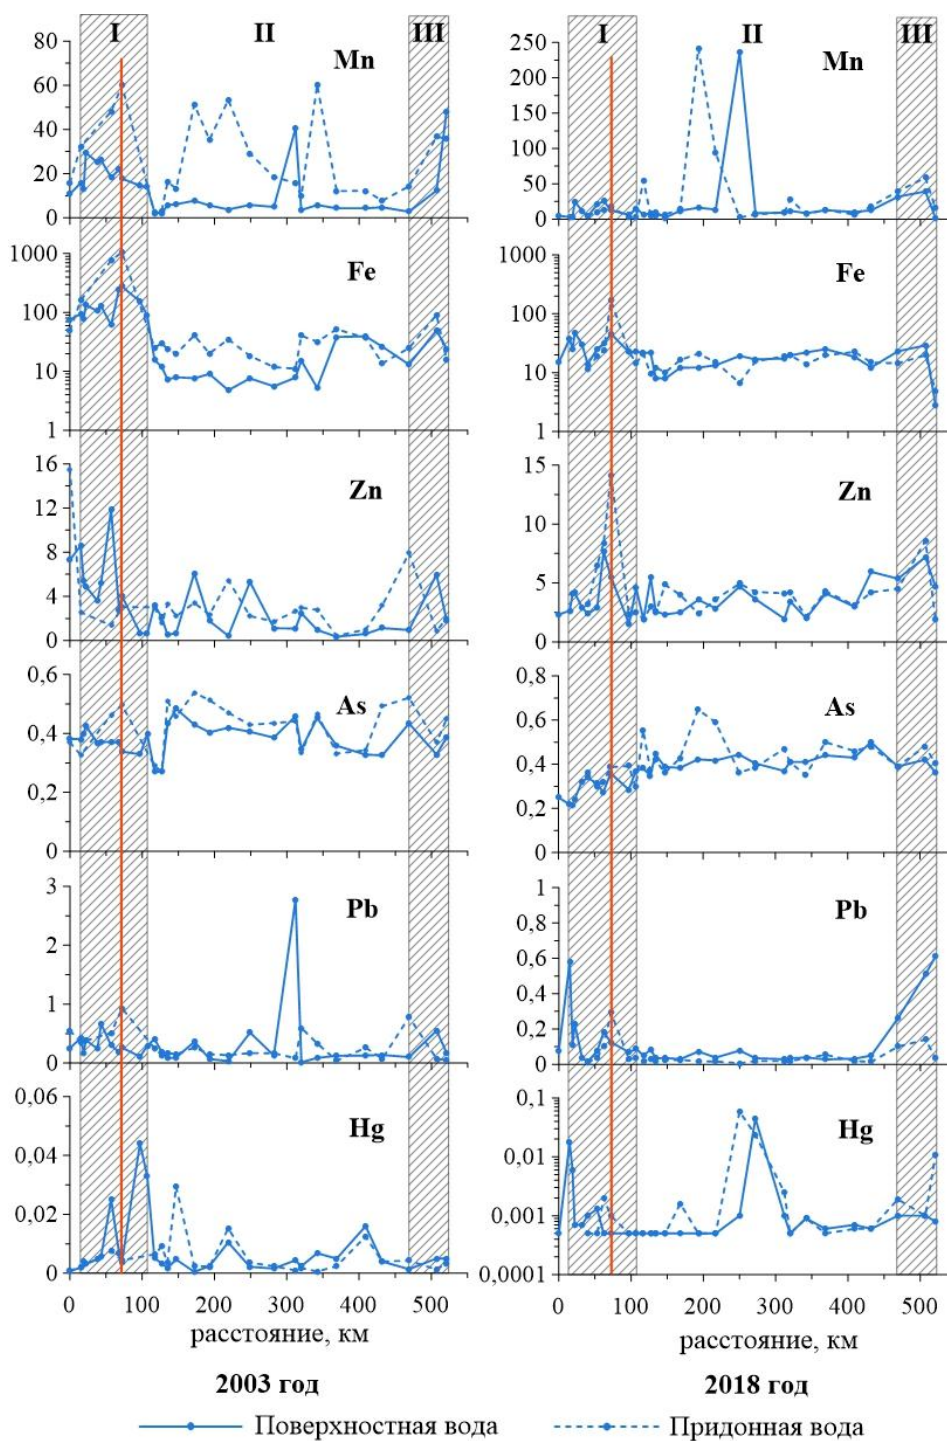 I II III I II III
80 Mn 250 Mn
60 200
40 150
20 100
0 50
0
1000 Fe 1000 Fe
100 100
10 10
1 1
16 Zn 15 Zn
12 10
8 5
4 0
0
0,6 As 0,8 As
0,4 0,6
0,2 0,4
0 0,2
0
3 Pb 1 Pb
2 0,8
1 0,6
0 0,4
0,2
0
0,06 Hg 0,1 Hg
0,04 0,01
0,02 0,001
0 0,0001
0 100 200 300 400 500 0 100 200 300 400 500
расстояние, км расстояние, км
2003 год 2018 год
Поверхностная вода Придонная вода